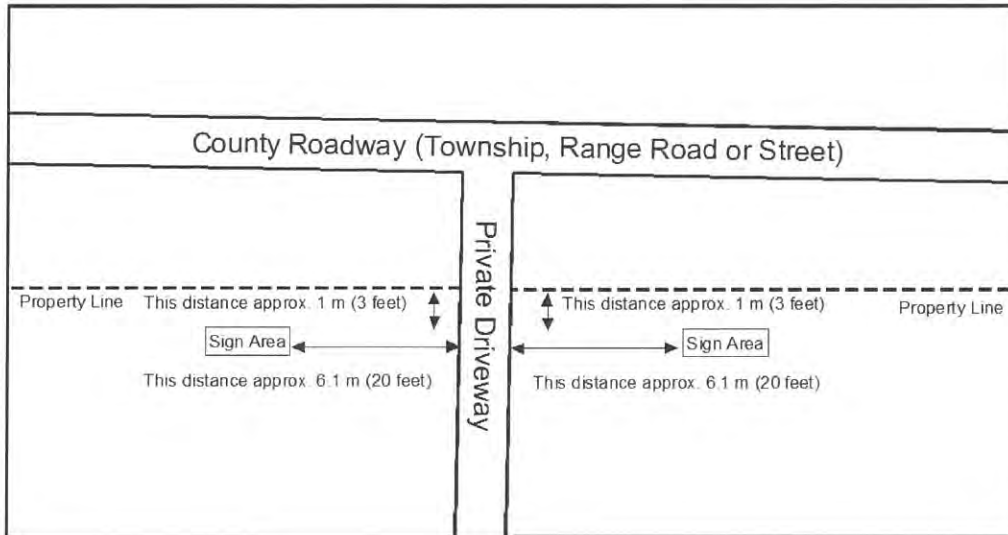 County Roadway (Township, Range Road or Street)
Private Driveway
Property Line
This distance approx. 1 m (3 feet)
This distance approx. 1 m (3 feet)
Property Line
Sign Area
Sign Area
This distance approx. 6.1 m (20 feet)
This distance approx. 6.1 m (20 feet)